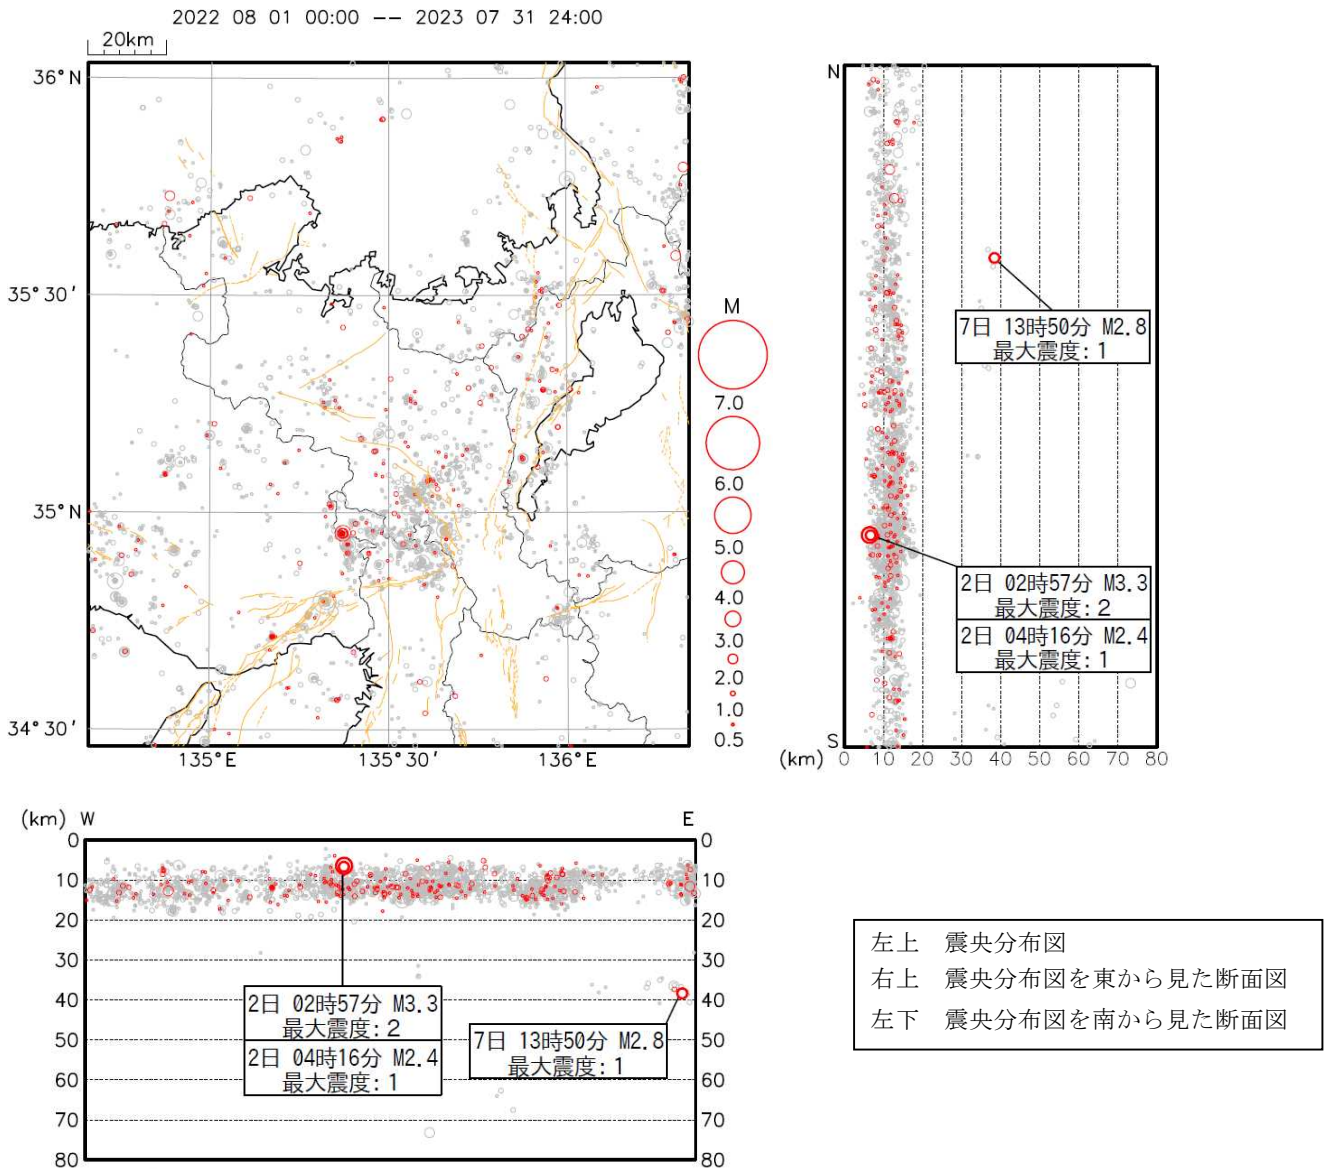 2022 08 01 00:00 -- 2023 07 31 24:00
20km
36°N
35°30′
35°N
34°30′
135°E
135°30′
136°E
M
7.0
6.0
5.0
4.0
3.0
2.0
1.0
0.5
N
S
(km) 0 10 20 30 40 50 60 70 80
7日 13時50分 M2.8
最大震度:1
2日 02時57分 M3.3
最大震度:2
2日 04時16分 M2.4
最大震度:1
(km) W E
0 0
10 10
20 20
30 30
40 40
50 50
60 60
70 70
80 80
2日 02時57分 M3.3
最大震度:2
2日 04時16分 M2.4
最大震度:1
7日 13時50分 M2.8
最大震度:1
左上 震央分布図
右上 震央分布図を東から見た断面図
左下 震央分布図を南から見た断面図